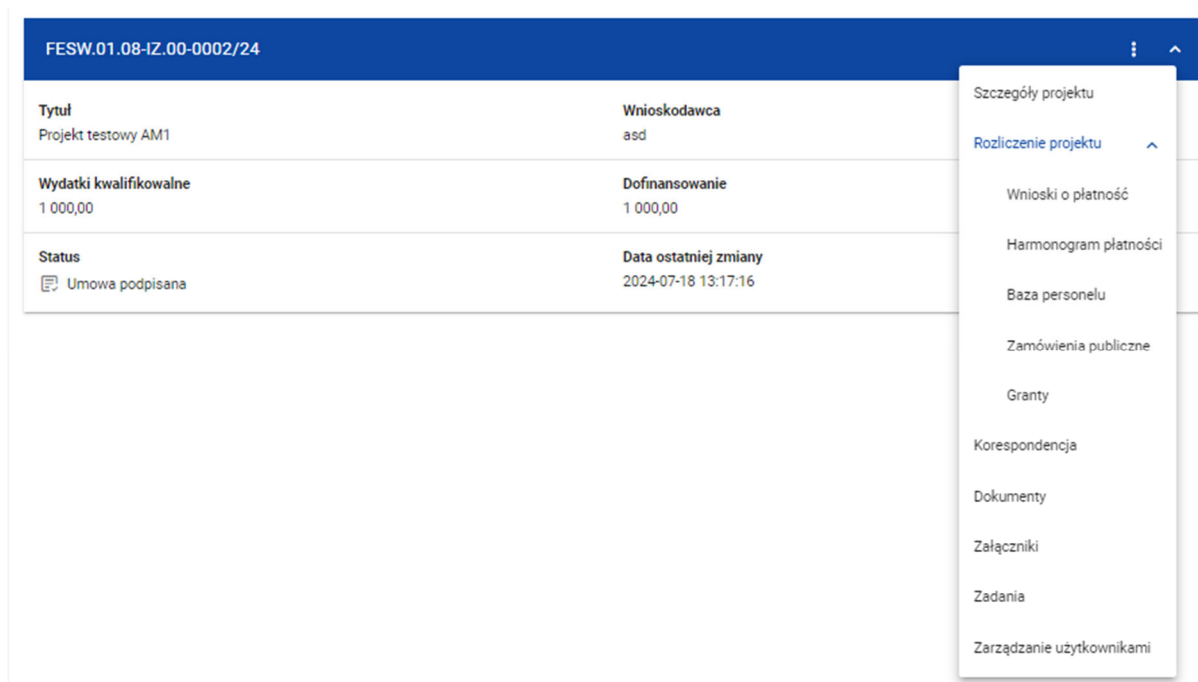 FESW.01.08-IZ.00-0002/24
Tytuł
Projekt testowy AM1
Wnioskodawca
asd
Wydatki kwalifikowalne
1 000,00
Dofinansowanie
1 000,00
Status
Umowa podpisana
Data ostatniej zmiany
2024-07-18 13:17:16
Szczegóły projektu
Rozliczenie projektu
Wnioski o płatność
Harmonogram płatności
Baza personelu
Zamówienia publiczne
Granty
Korespondencja
Dokumenty
Załączniki
Zadania
Zarządzanie użytkownikami